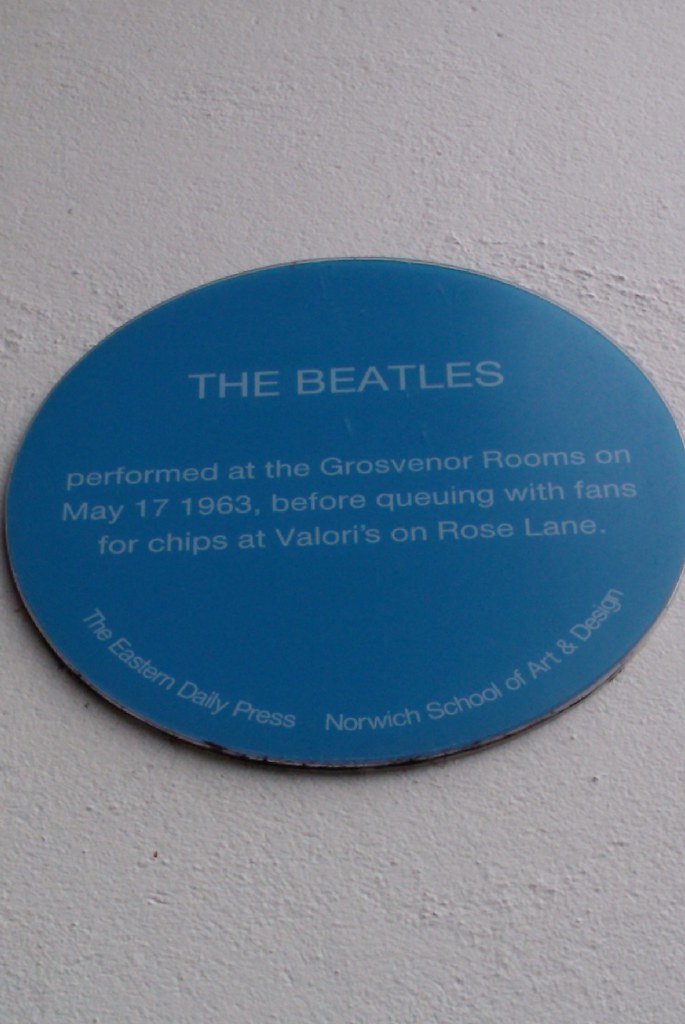 THE BEATLES
performed at the Grosvenor Rooms on
May 17 1963, before queuing with fans
for chips at Valori's on Rose Lane.
The Eastern Daily Press
Norwich School of Art & Design